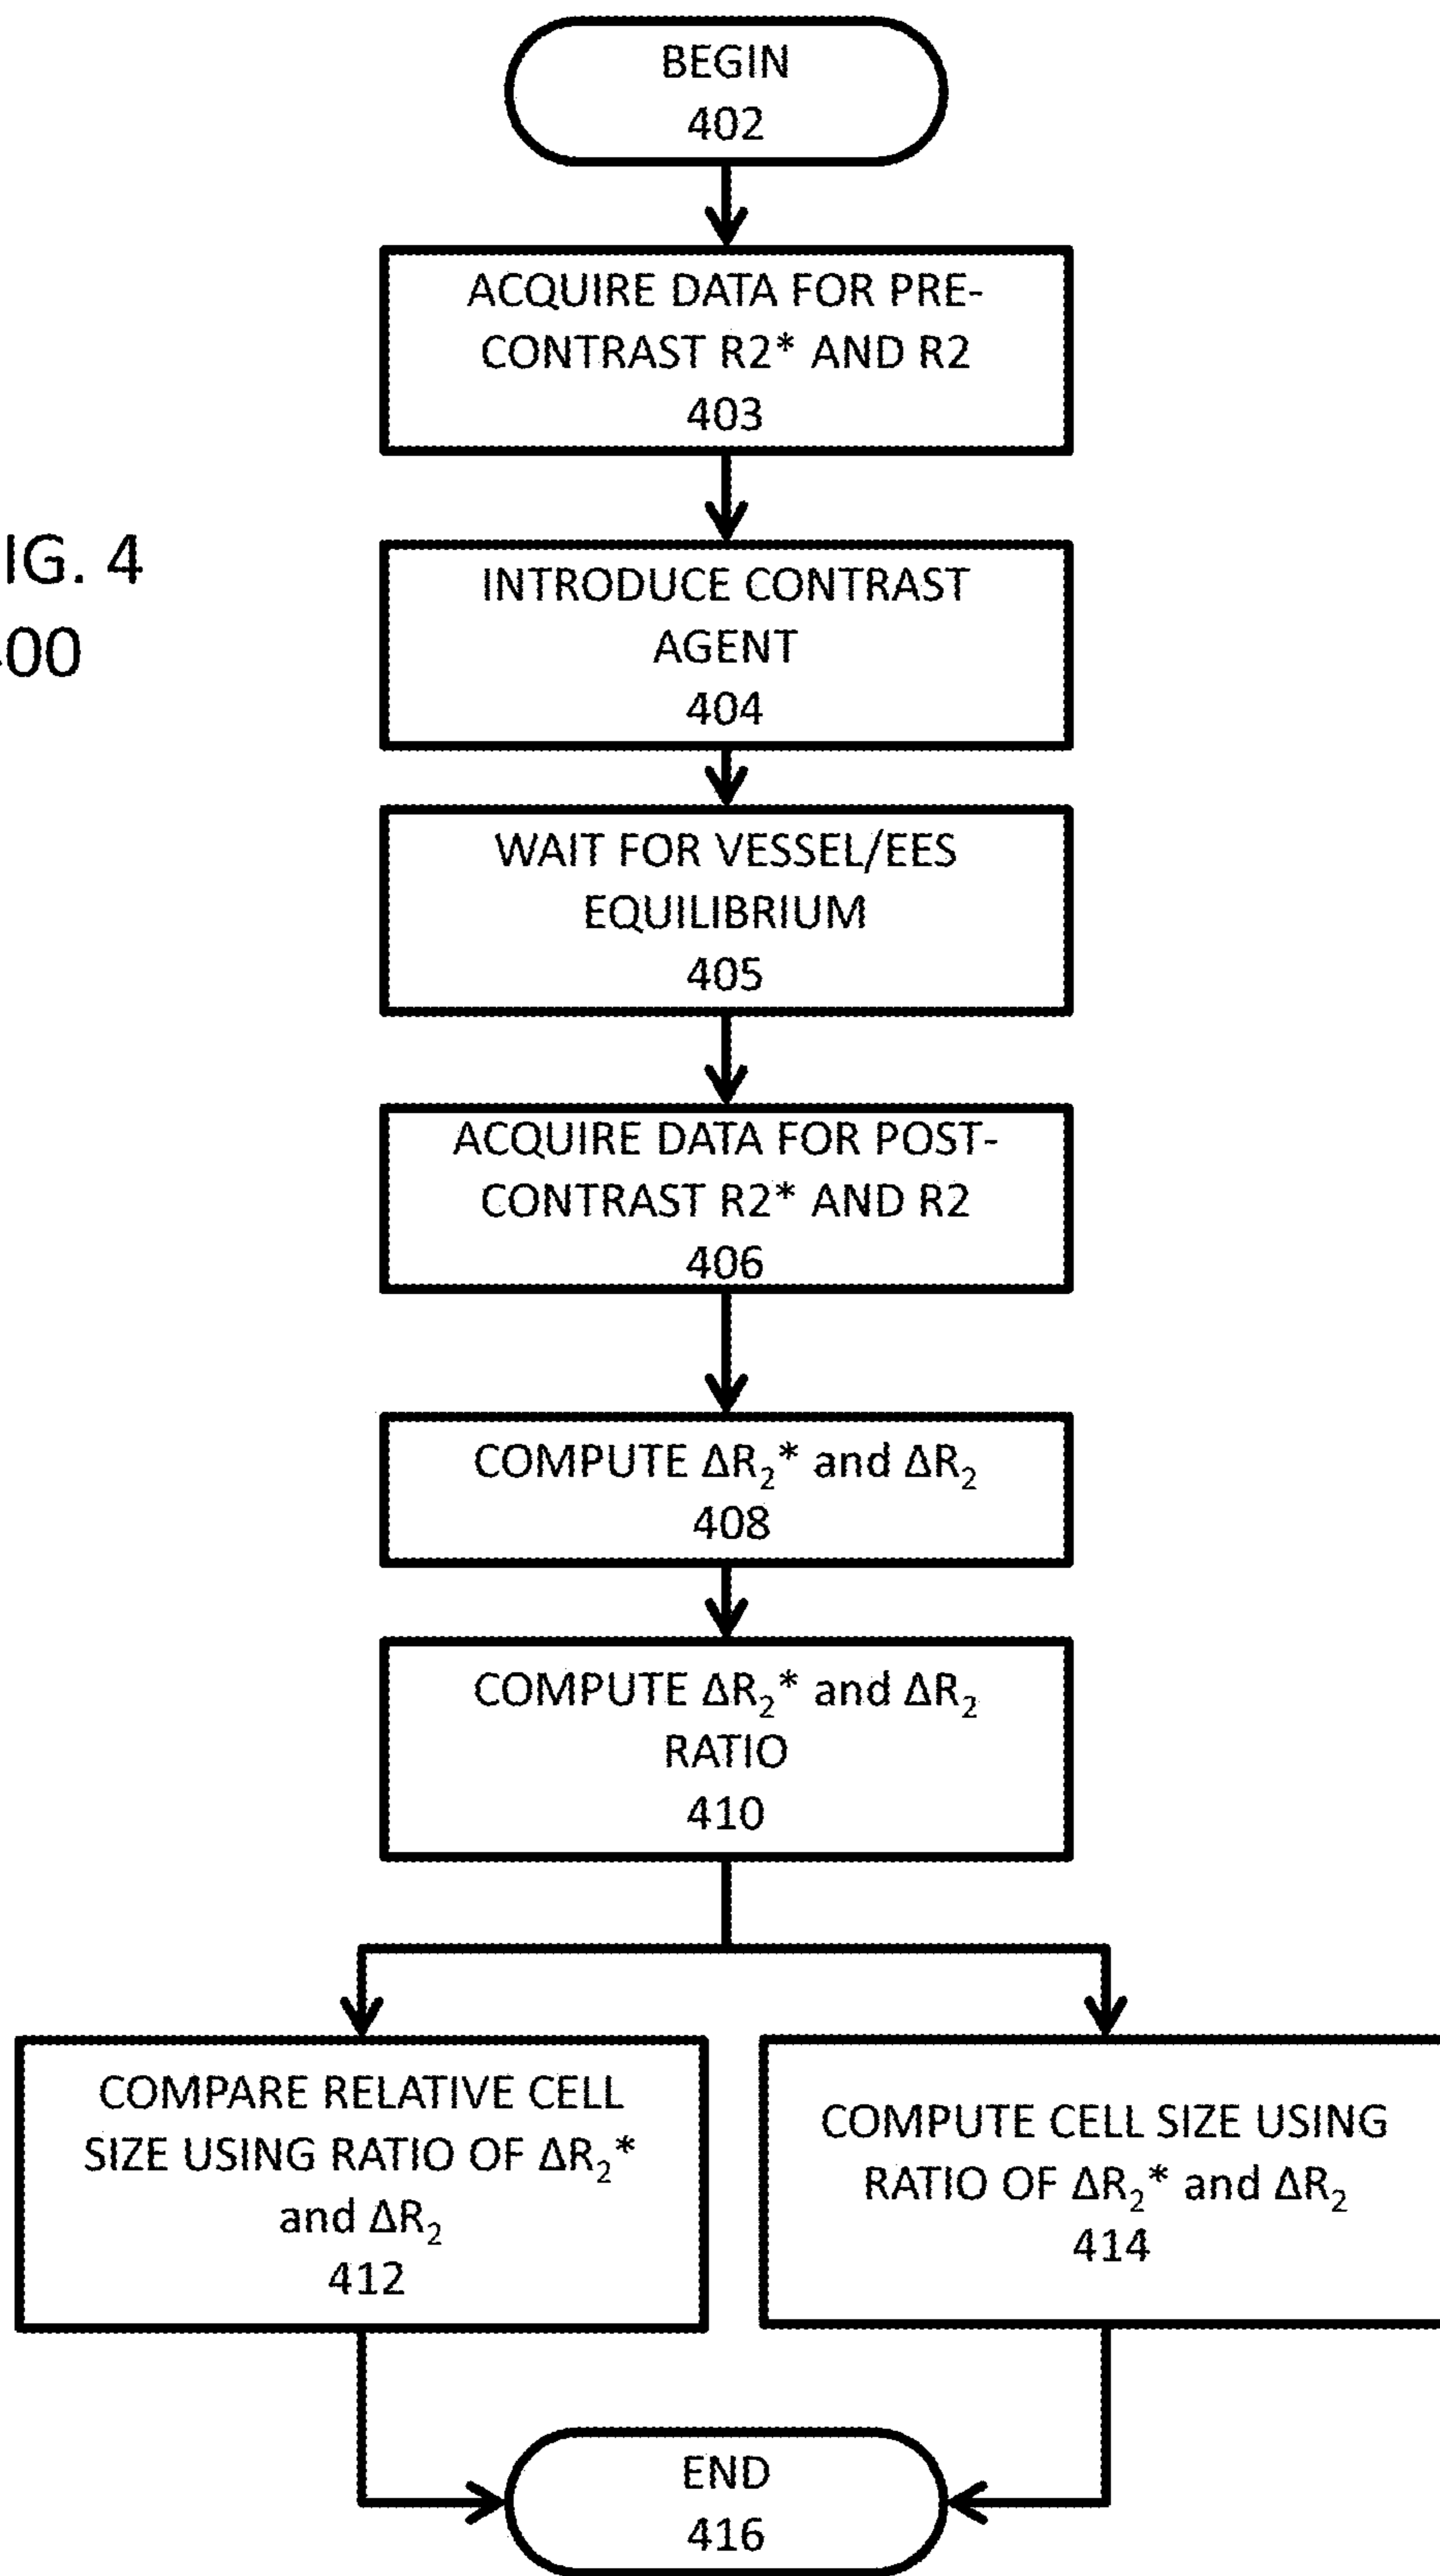 BEGIN
402
ACQUIRE DATA FOR PRE-
CONTRAST R2* AND R2
403
IG. 4
400
INTRODUCE CONTRAST
AGENT
404
WAIT FOR VESSEL/EES
EQUILIBRIUM
405
ACQUIRE DATA FOR POST-
CONTRAST R2* AND R2
406
COMPUTE ΔR₂* and ΔR₂
408
COMPUTE ΔR₂* and ΔR₂
RATIO
410
COMPARE RELATIVE CELL
SIZE USING RATIO OF ΔR₂*
and ΔR₂
412
COMPUTE CELL SIZE USING
RATIO OF ΔR₂* and ΔR₂
414
END
416